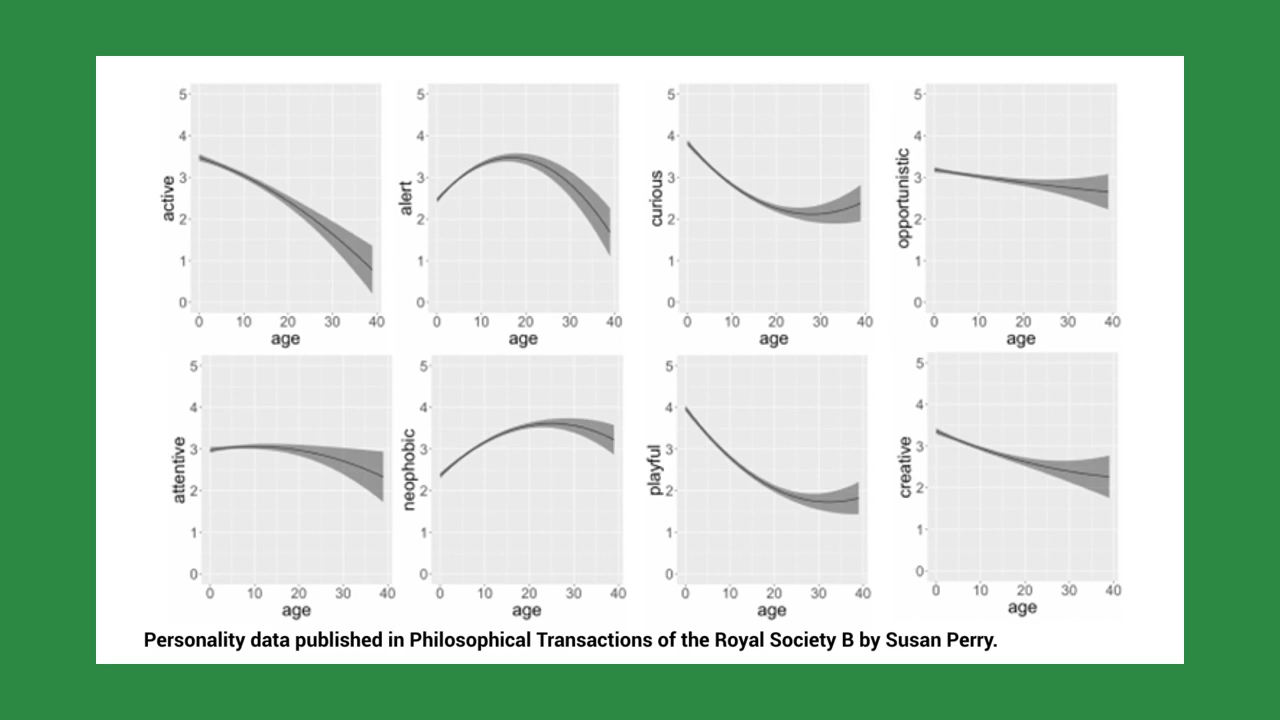 5
4
3
2
1
0
active
0 10 20 30 40
age
5
4
3
2
1
0
alert
0 10 20 30 40
age
5
4
3
2
1
0
curious
0 10 20 30 40
age
5
4
3
2
1
0
opportunistic
0 10 20 30 40
age
5
4
3
2
1
0
attentive
0 10 20 30 40
age
5
4
3
2
1
0
neophobic
0 10 20 30 40
age
5
4
3
2
1
0
playful
0 10 20 30 40
age
5
4
3
2
1
0
creative
0 10 20 30 40
age
Personality data published in Philosophical Transactions of the Royal Society B by Susan Perry.